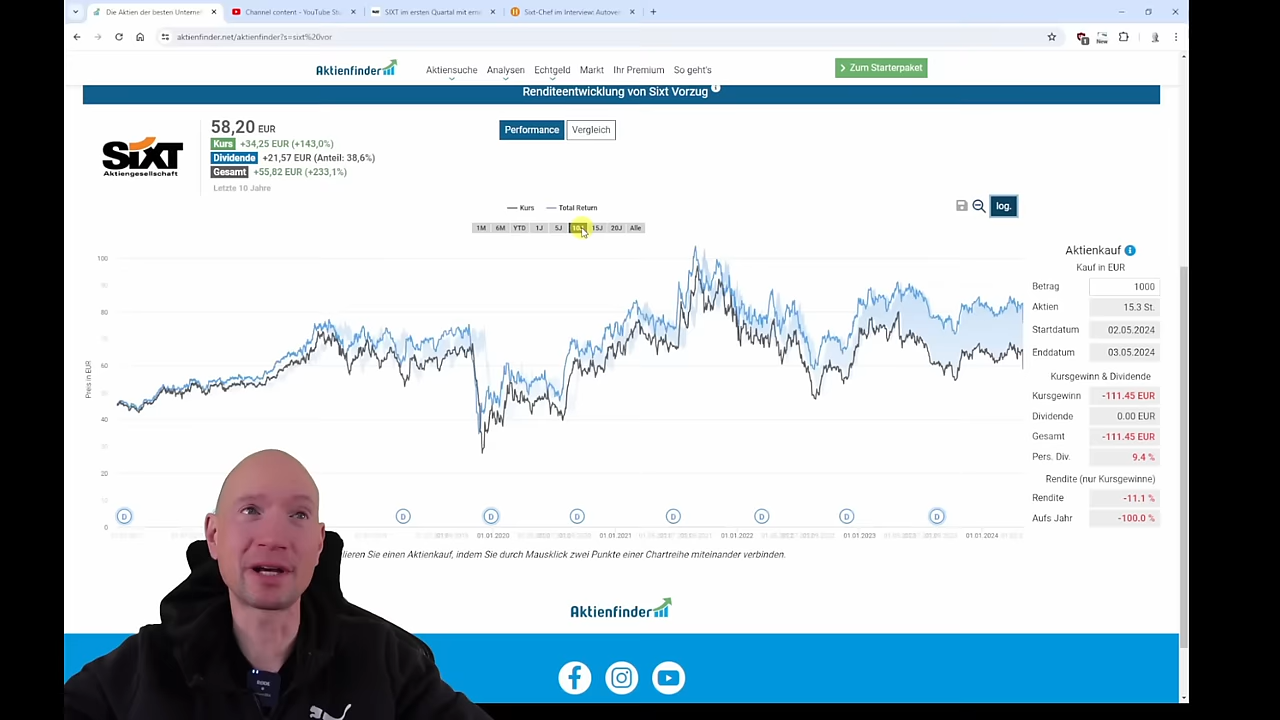 Die Aktien der besten Unterneh
Channel content - YouTube Stu
SIXT im ersten Quartal mit erne
Sixt-Chef im Interview: Autover
aktienfinder.net/aktienfinder?s=sixt%20vor
New
Aktienfinder
Aktiensuche
Analysen
Echtgeld
Markt
Ihr Premium
So geht's
Zum Starterpaket
Renditeentwicklung von Sixt Vorzug
SIXT
Aktiengesellschaft
58,20 EUR
Kurs +34,25 EUR (+143,0%)
Dividende +21,57 EUR (Anteil: 38,6%)
Gesamt +55,82 EUR (+233,1%)
Letzte 10 Jahre
Performance
Vergleich
Kurs
Total Return
1M 6M YTD 1J 5J 15J 20J Alle
log.
Aktienkauf
Kauf in EUR
Betrag 1000
Aktien 15.3 St.
Startdatum 02.05.2024
Enddatum 03.05.2024
Kursgewinn & Dividende
Kursgewinn -111.45 EUR
Dividende 0.00 EUR
Gesamt -111.45 EUR
Pers. Div. 9.4 %
Rendite (nur Kursgewinne)
Rendite -11.1 %
Aufs Jahr -100.0 %
Preis in EUR
100
80
60
40
20
0
D D D D D D D D
01.01.2020 01.01.2021 01.01.2022 01.01.2023 01.01.2024
lieren Sie einen Aktienkauf, indem Sie durch Mausklick zwei Punkte einer Chartreihe miteinander verbinden.
Aktienfinder
RODE